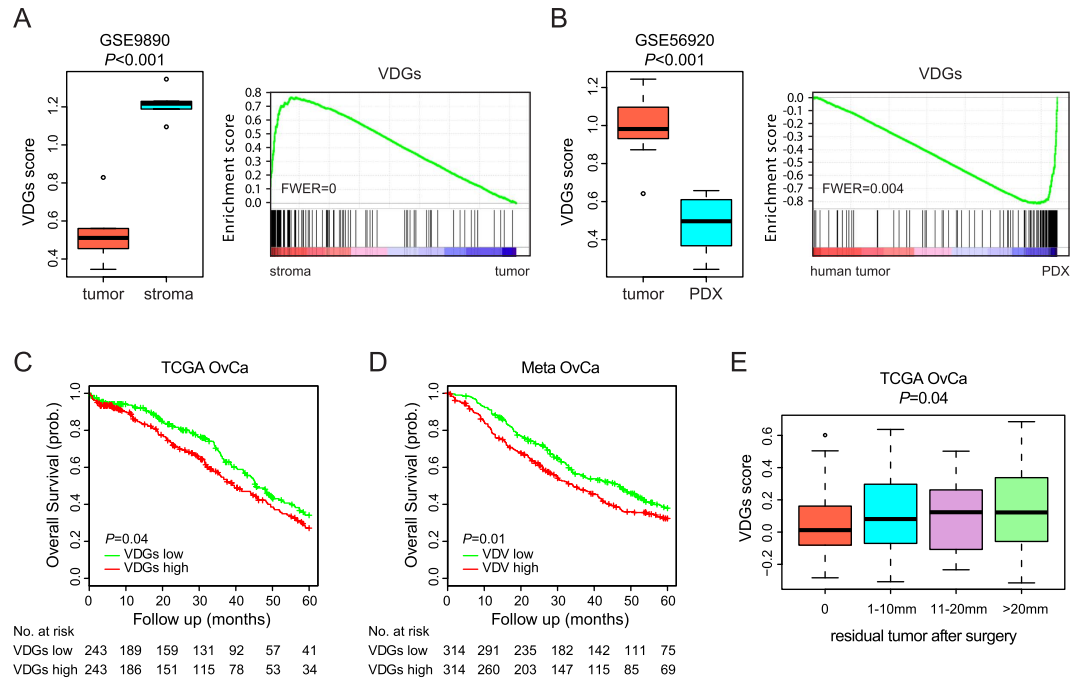 A
GSE9890
P<0.001
VDGs score
0.4
0.6
0.8
1.0
1.2
tumor
stroma
VDGs
Enrichment score
0.8
0.7
0.6
0.5
0.4
0.3
0.2
0.1
0.0
FWER=0
stroma
tumor
B
GSE56920
P<0.001
VDGs score
0.4
0.6
0.8
1.0
1.2
tumor
PDX
VDGs
Enrichment score
0.0
-0.1
-0.2
-0.3
-0.4
-0.5
-0.6
-0.7
-0.8
FWER=0.004
human tumor
PDX
C
TCGA OvCa
Overall Survival (prob.)
0.0
0.2
0.4
0.6
0.8
1.0
P=0.04
VDGs low
VDGs high
0 10 20 30 40 50 60
Follow up (months)
No. at risk
VDGs low 243 189 159 131 92 57 41
VDGs high 243 186 151 115 78 53 34
D
Meta OvCa
Overall Survival (prob.)
0.0
0.2
0.4
0.6
0.8
1.0
P=0.01
VDV low
VDV high
0 10 20 30 40 50 60
Follow up (months)
No. at risk
VDGs low 314 291 235 182 142 111 75
VDGs high 314 260 203 147 115 85 69
E
TCGA OvCa
P=0.04
VDGs score
−0.2
0.0
0.2
0.4
0.6
0 1-10mm 11-20mm >20mm
residual tumor after surgery